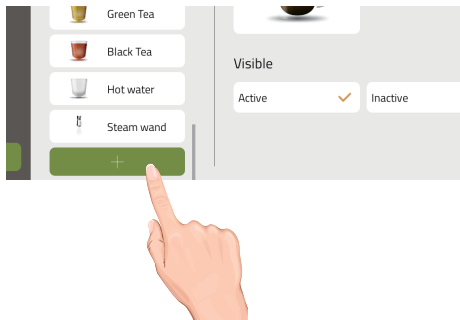 Green Tea
Black Tea
Hot water
Steam wand
+
Visible
Active
Inactive